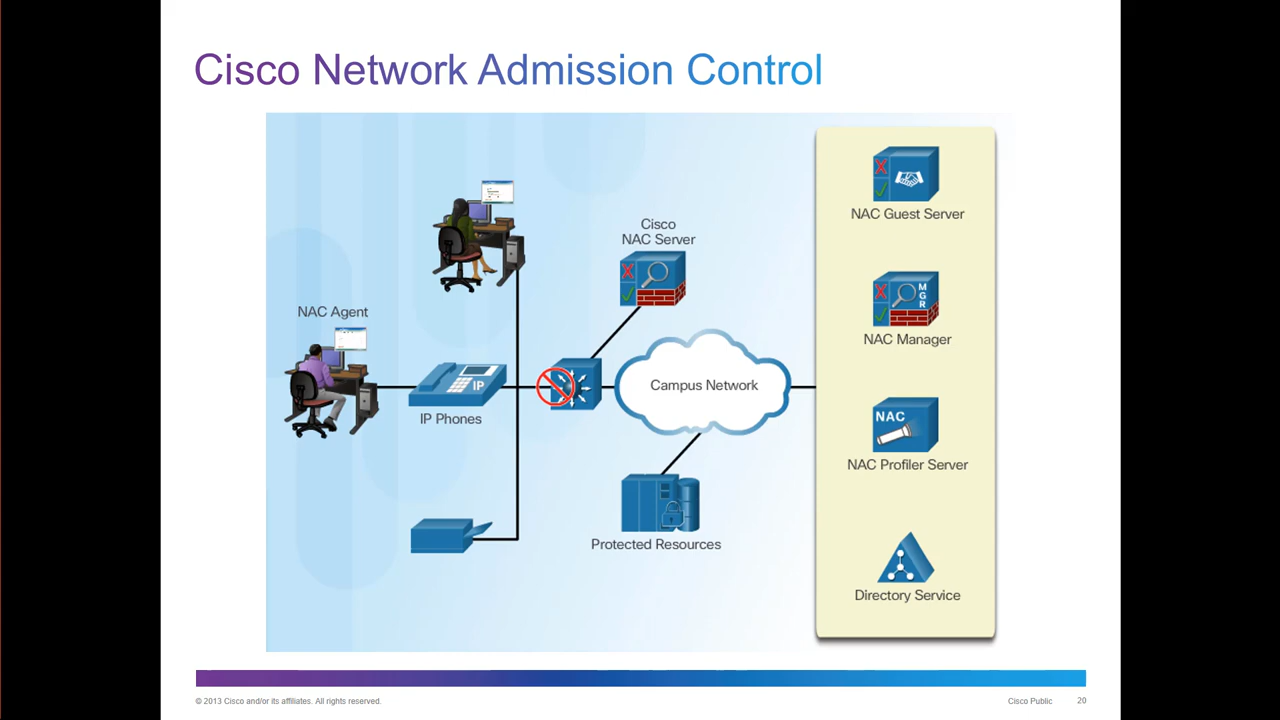 Cisco Network Admission Control
NAC Guest Server
Cisco
NAC Server
MGR
NAC Manager
NAC Agent
Campus Network
IP
IP Phones
NAC
NAC Profiler Server
Protected Resources
Directory Service
© 2013 Cisco and/or its affiliates. All rights reserved.
Cisco Public
20